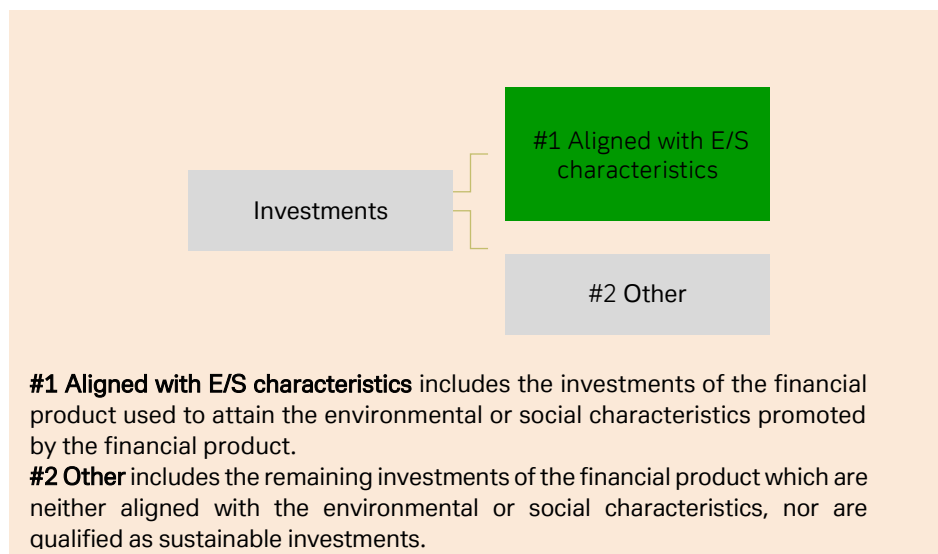 #1 Aligned with E/S
characteristics
Investments
#2 Other
#1 Aligned with E/S characteristics includes the investments of the financial
product used to attain the environmental or social characteristics promoted
by the financial product.
#2 Other includes the remaining investments of the financial product which are
neither aligned with the environmental or social characteristics, nor are
qualified as sustainable investments.